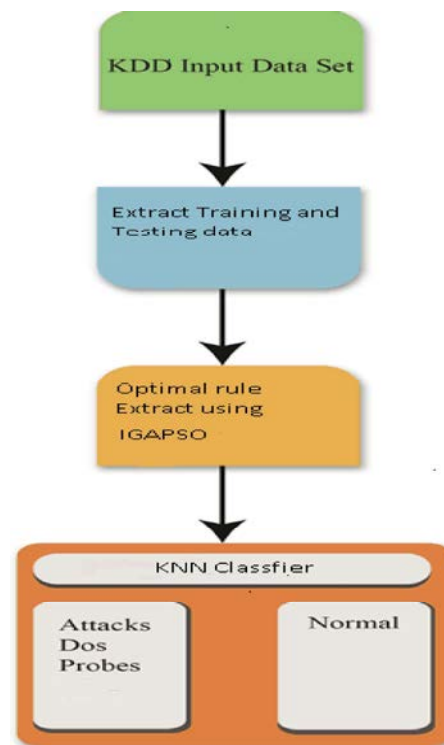 KDD Input Data Set
Extract Training and
Testing data
Optimal rule
Extract using
IGAPSO
KNN Classfier
Attacks
Dos
Probes
Normal